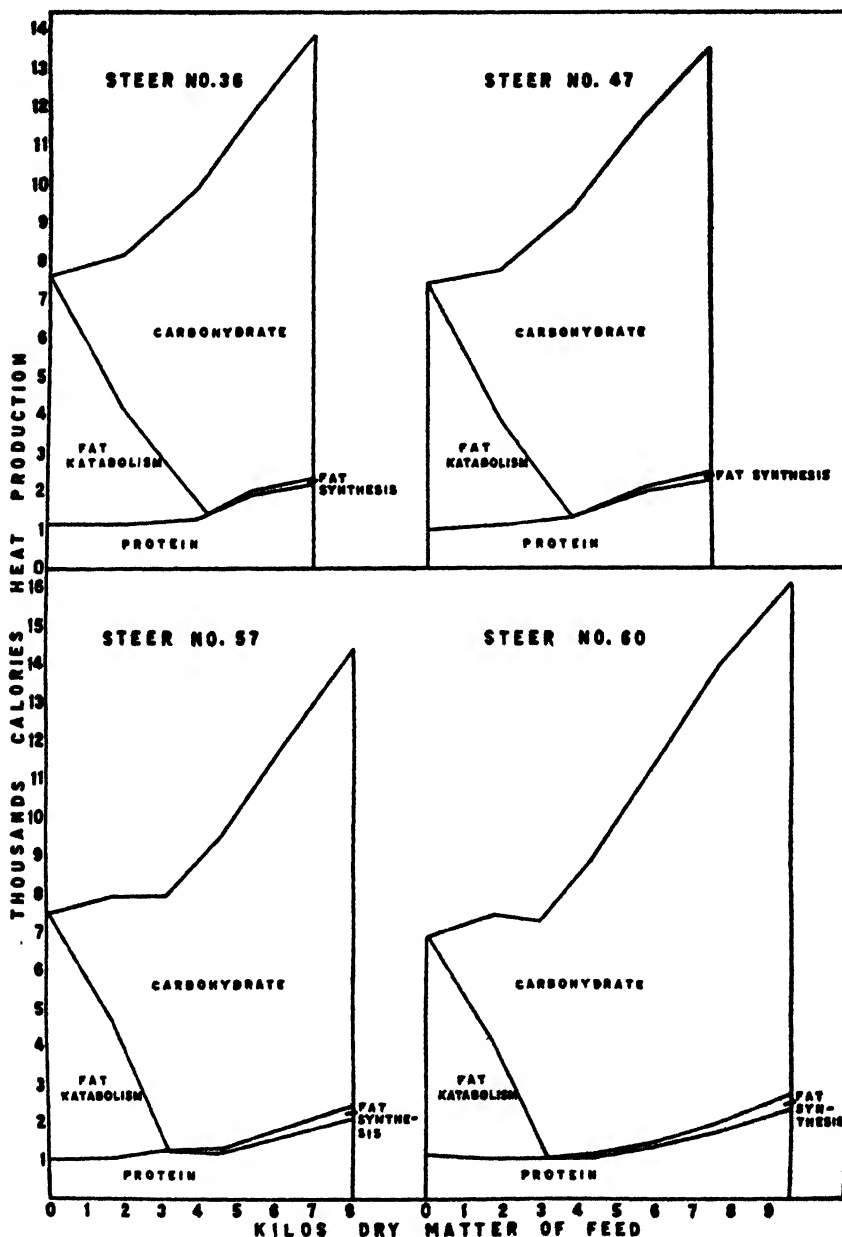 14
13
12
11
10
9
8
7
6
5
4
3
2
1
0
STEER NO.36
CARBOHYDRATE
FAT
KATABOLISM
FAT
SYNTHESIS
PROTEIN
STEER NO. 47
CARBOHYDRATE
FAT
KATABOLISM
FAT SYNTHESIS
PROTEIN
THOUSANDS CALORIES HEAT PRODUCTION
16
15
14
13
12
11
10
9
8
7
6
5
4
3
2
1
STEER NO. 57
CARBOHYDRATE
FAT
KATABOLISM
FAT
SYNTHE-
SIS
PROTEIN
STEER NO. 60
CARBOHYDRATE
FAT
KATABOLISM
FAT
SYN-
THESIS
PROTEIN
0 1 2 3 4 5 6 7 8
0 1 2 3 4 5 6 7 8 9
KILOS DRY MATTER OF FEED